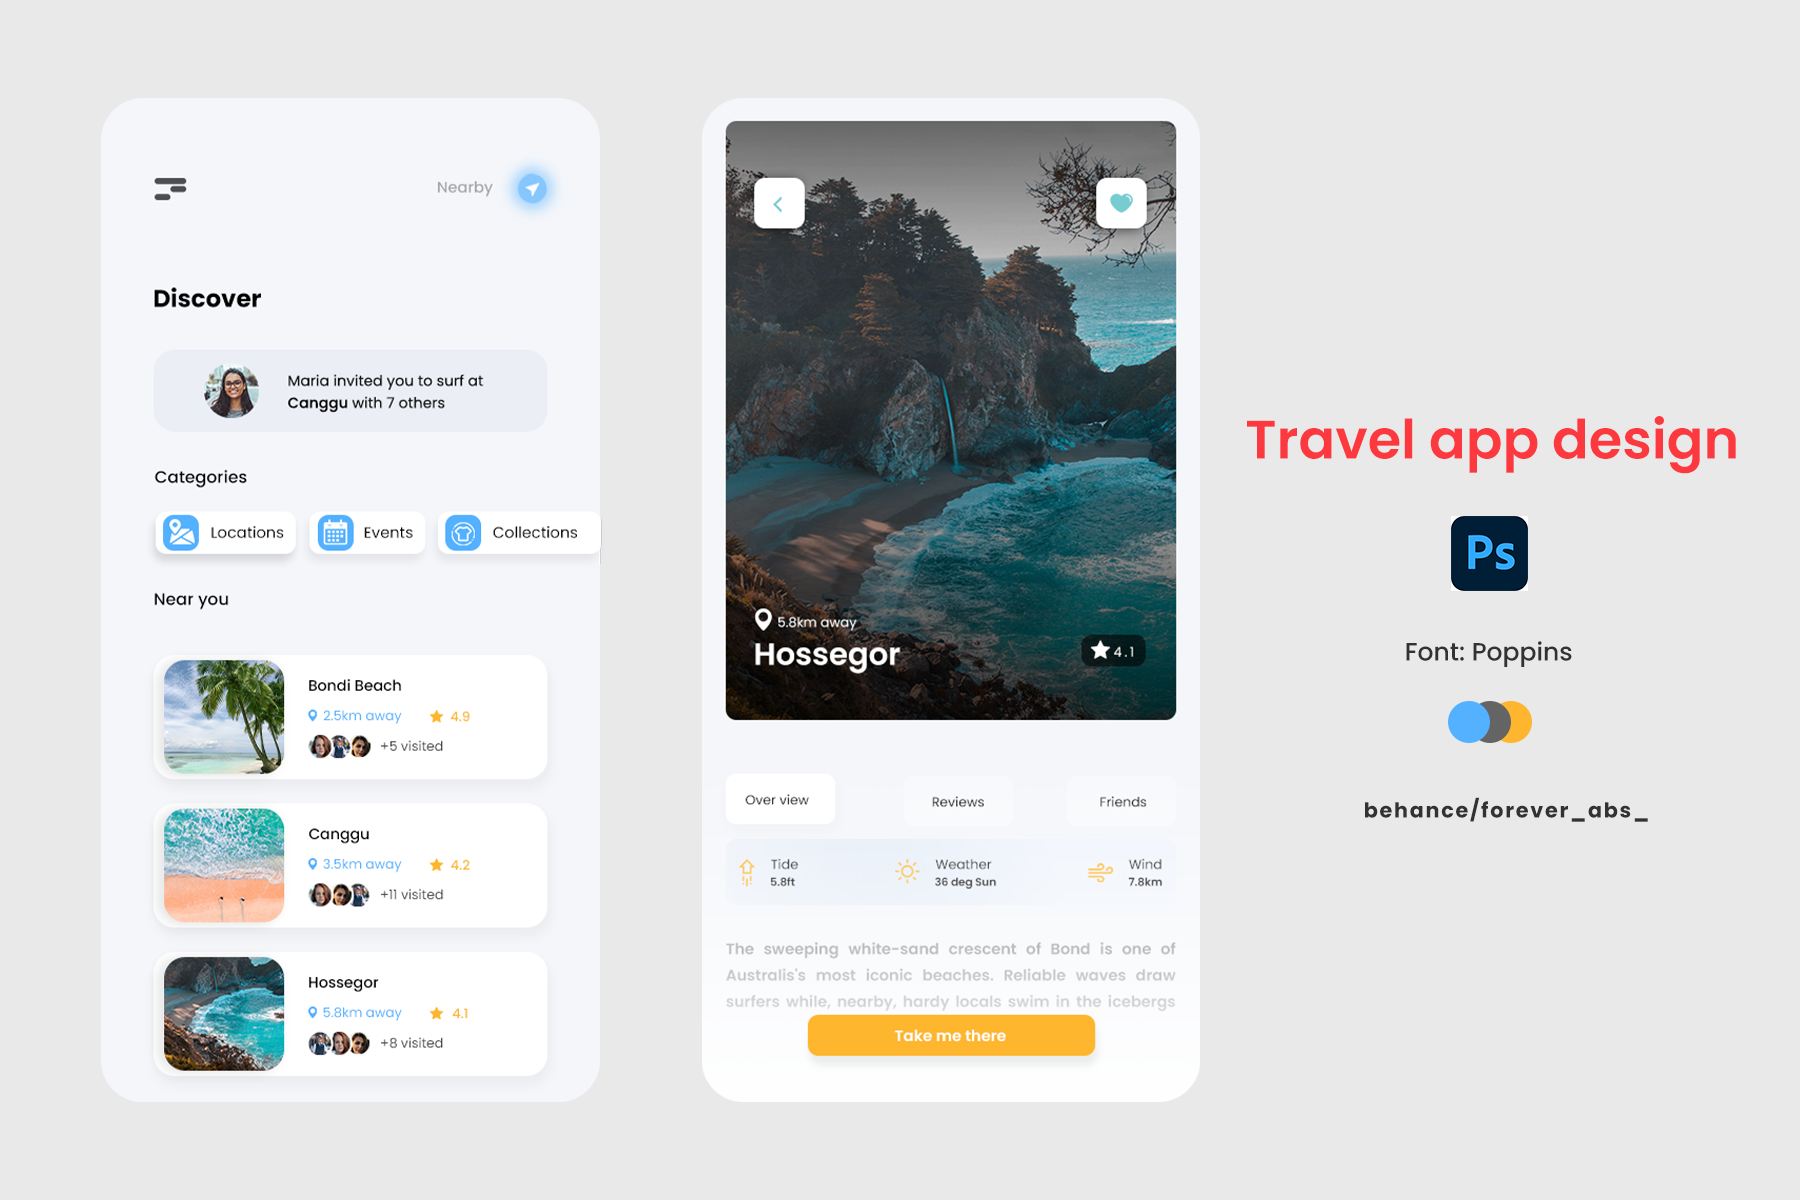 Nearby
Discover
Maria invited you to surf at
Canggu with 7 others
Categories
Locations
Events
Collections
Near you
Bondi Beach
2.5km away
4.9
+5 visited
Canggu
3.5km away
4.2
+11 visited
Hossegor
5.8km away
4.1
+8 visited
5.8km away
Hossegor
4.1
Over view
Reviews
Friends
Tide
5.8ft
Weather
36 deg Sun
Wind
7.8km
The sweeping white-sand crescent of Bond is one of
Australis's most iconic beaches. Reliable waves draw
surfers while, nearby, hardy locals swim in the icebergs
Take me there
Travel app design
Ps
Font: Poppins
behance/forever_abs_